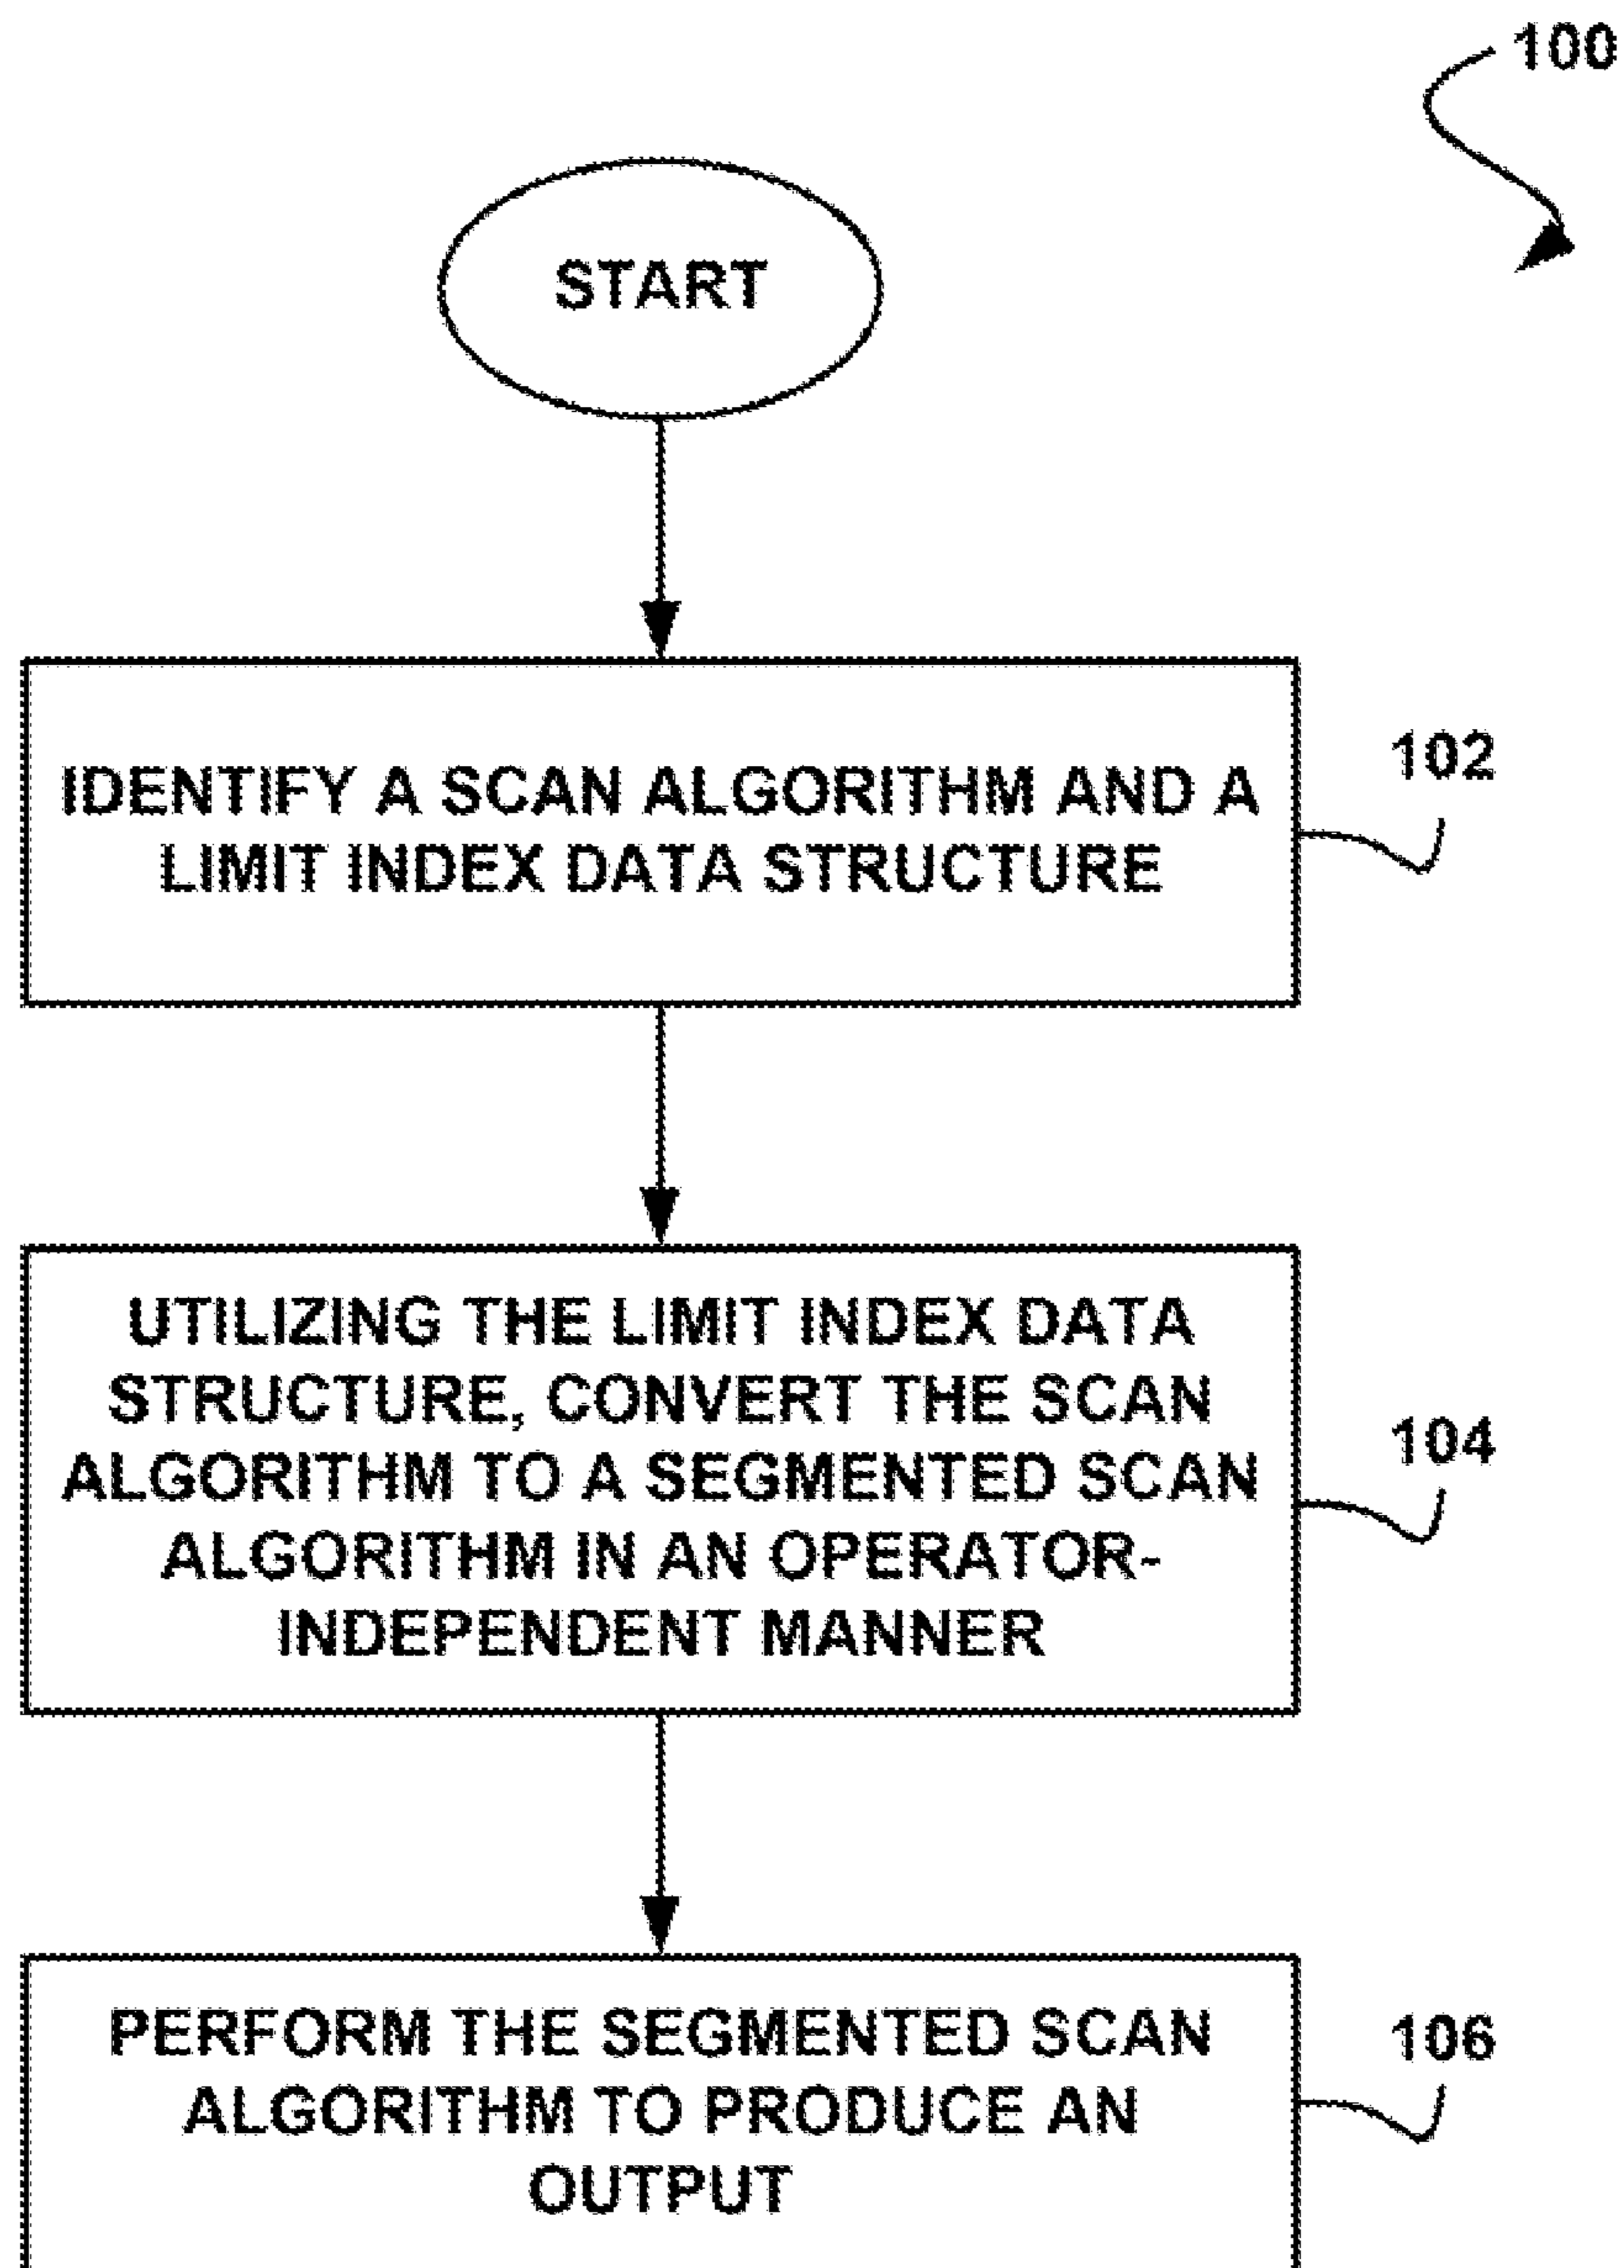 100
START
IDENTIFY A SCAN ALGORITHM AND A
LIMIT INDEX DATA STRUCTURE
102
UTILIZING THE LIMIT INDEX DATA
STRUCTURE, CONVERT THE SCAN
ALGORITHM TO A SEGMENTED SCAN
ALGORITHM IN AN OPERATOR-
INDEPENDENT MANNER
104
PERFORM THE SEGMENTED SCAN
ALGORITHM TO PRODUCE AN
OUTPUT
106